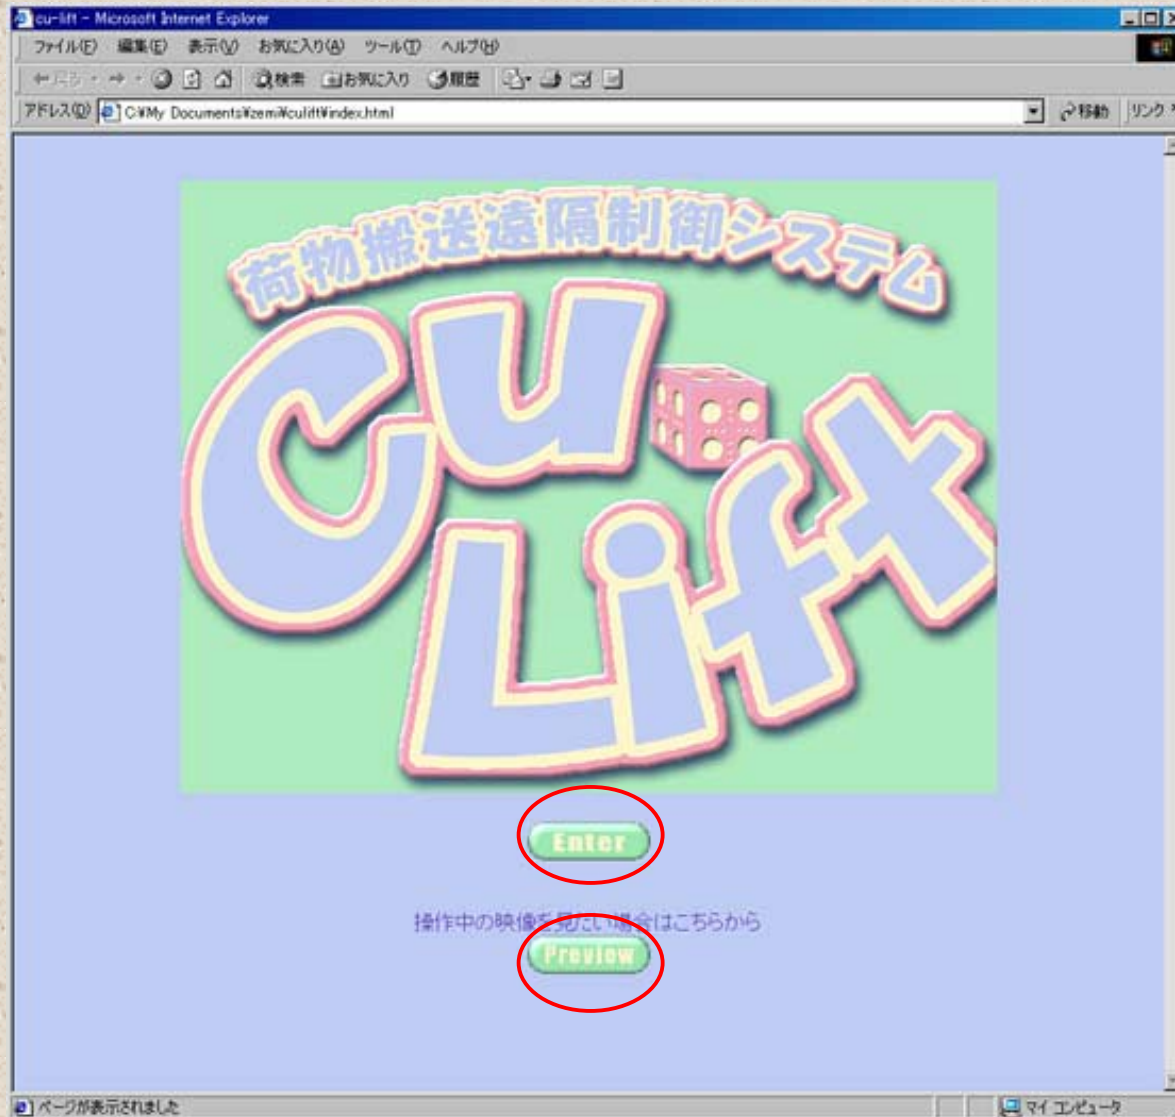 cu-lift - Microsoft Internet Explorer
ファイル(F) 編集(E) 表示(V) お気に入り(A) ツール(T) ヘルプ(H)
戻る 検索 お気に入り 履歴
アドレス(D) C:¥My Documents¥zemi¥culift¥index.html 移動 リンク
荷物搬送遠隔制御システム
Cu
Lift
Enter
操作中の映像を見たい場合はこちらから
Preview
ページが表示されました マイ コンピュータ